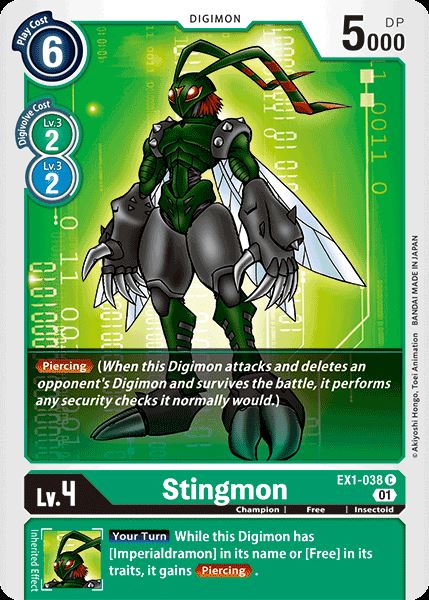 Play Cost
6
DIGIMON
DP
5000
Digivolve Cost
Lv.3
2
Lv.3
2
BANDAI MADE IN JAPAN
© Akiyoshi Hongo, Toei Animation
Piercing (When this Digimon attacks and deletes an
opponent's Digimon and survives the battle, it performs
any security checks it normally would.)
Lv.4
Stingmon
EX1-038 C
01
Champion | Free | Insectoid
Inherited Effect
Your Turn While this Digimon has
[Imperialdramon] in its name or [Free] in its
traits, it gains Piercing .